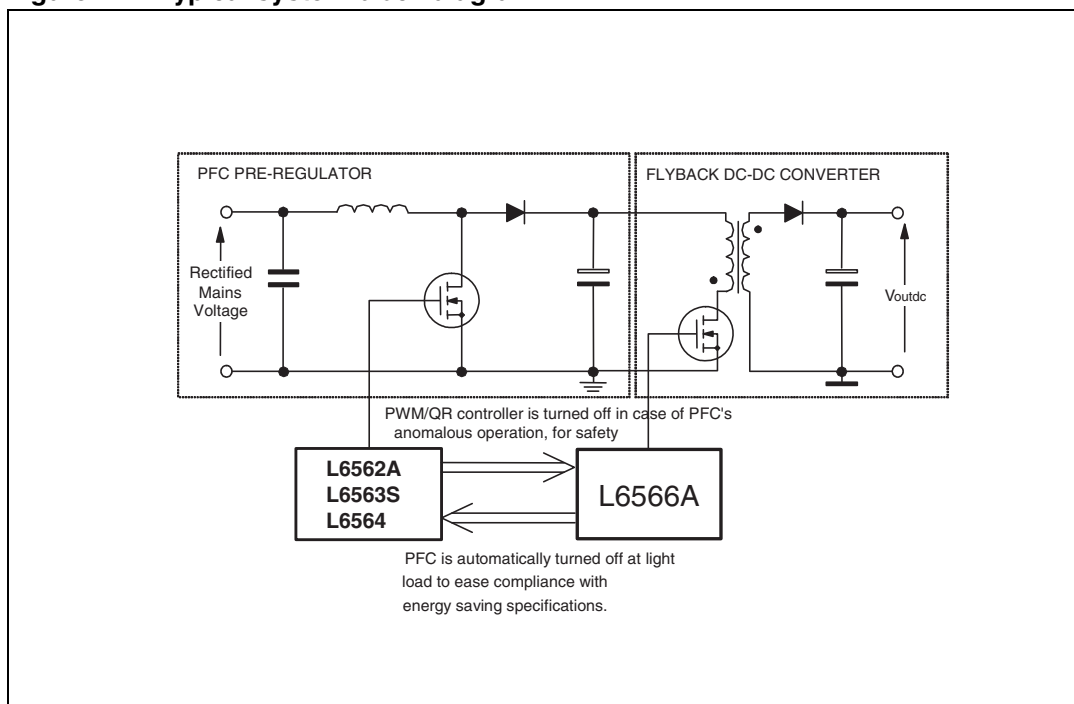 PFC PRE-REGULATOR
FLYBACK DC-DC CONVERTER
Rectified
Mains
Voltage
Voutdc
PWM/QR controller is turned off in case of PFC's
anomalous operation, for safety
L6562A
L6563S
L6564
L6566A
PFC is automatically turned off at light
load to ease compliance with
energy saving specifications.